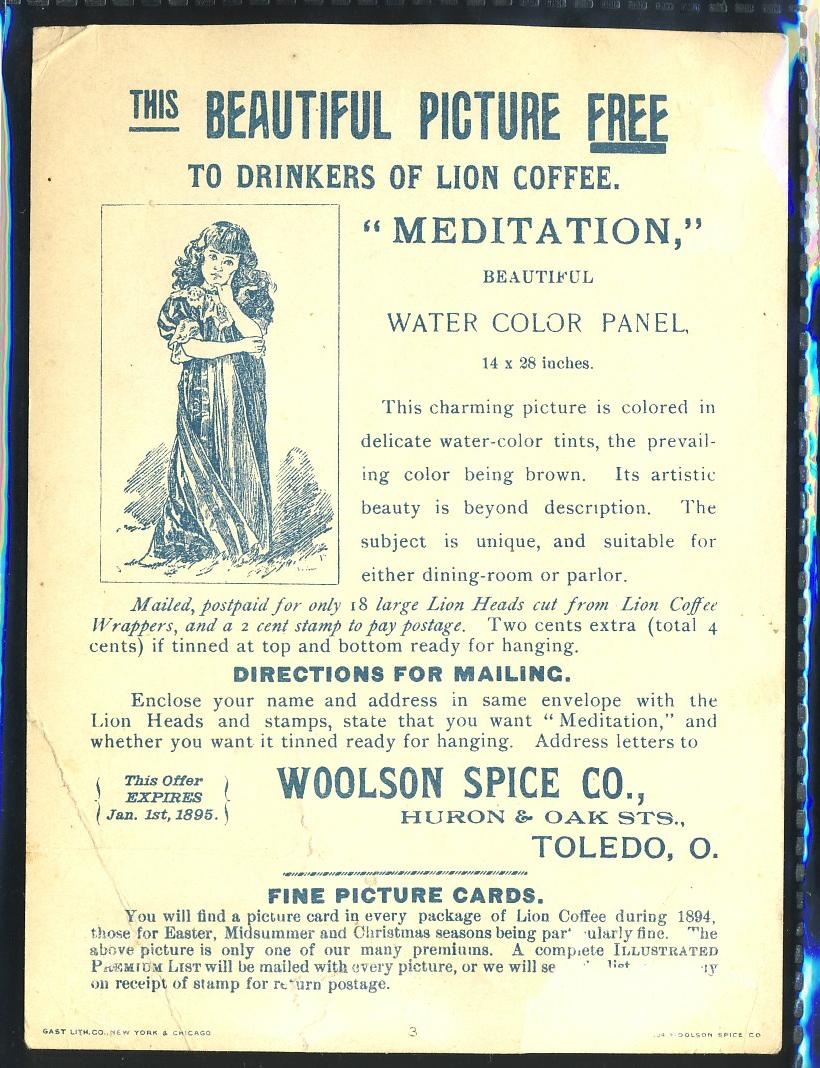 THIS BEAUTIFUL PICTURE FREE
TO DRINKERS OF LION COFFEE.
“MEDITATION,”
BEAUTIFUL
WATER COLOR PANEL,
14 x 28 inches.
This charming picture is colored in
delicate water-color tints, the prevail-
ing color being brown. Its artistic
beauty is beyond description. The
subject is unique, and suitable for
either dining-room or parlor.
Mailed, postpaid for only 18 large Lion Heads cut from Lion Coffee
Wrappers, and a 2 cent stamp to pay postage. Two cents extra (total 4
cents) if tinned at top and bottom ready for hanging.
DIRECTIONS FOR MAILING.
Enclose your name and address in same envelope with the
Lion Heads and stamps, state that you want “Meditation,” and
whether you want it tinned ready for hanging. Address letters to
This Offer
EXPIRES
Jan. 1st, 1895.
WOOLSON SPICE CO.,
HURON & OAK STS.,
TOLEDO, O.
FINE PICTURE CARDS.
You will find a picture card in every package of Lion Coffee during 1894,
those for Easter, Midsummer and Christmas seasons being fine. The
above picture is only one of our many premiums. A complete ILLUSTRATED
PREMIUM LIST will be mailed with every picture, or we will list
on receipt of stamp for return postage.
GAST LITH. CO., NEW YORK & CHICAGO
3
WOOLSON SPICE CO